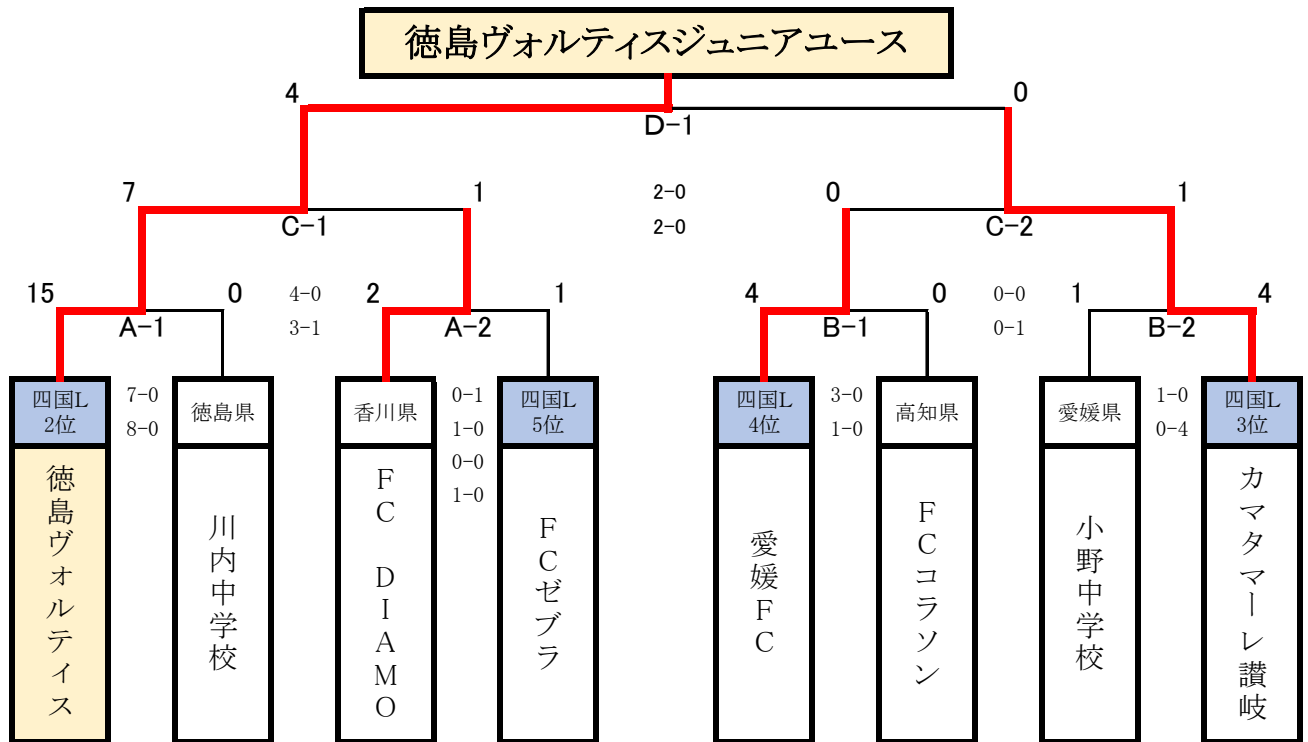 徳島ヴォルティスジュニアユース
4
0
D-1
7
1
2-0
0
1
C-1
2-0
C-2
15
0
4-0
2
1
4
0
0-0
1
4
A-1
3-1
A-2
B-1
0-1
B-2
四国L
2位
7-0
8-0
徳島県
香川県
0-1
1-0
0-0
1-0
四国L
5位
四国L
4位
3-0
1-0
高知県
愛媛県
1-0
0-4
四国L
3位
徳島ヴォルティス
川内中学校
FC DIAMO
FCゼブラ
愛媛FC
FCコラソン
小野中学校
カマタマーレ讃岐